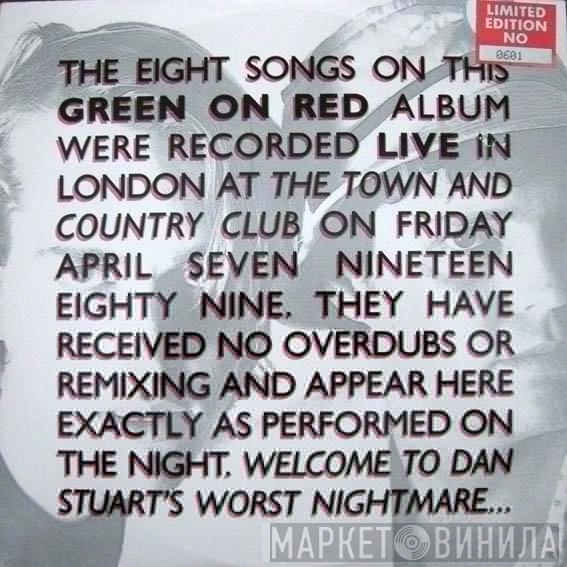 LIMITED
EDITION
NO
0601
THE EIGHT SONGS ON THIS
GREEN ON RED ALBUM
WERE RECORDED LIVE IN
LONDON AT THE TOWN AND
COUNTRY CLUB ON FRIDAY
APRIL SEVEN NINETEEN
EIGHTY NINE. THEY HAVE
RECEIVED NO OVERDUBS OR
REMIXING AND APPEAR HERE
EXACTLY AS PERFORMED ON
THE NIGHT. WELCOME TO DAN
STUART'S WORST NIGHTMARE...
МАРКЕТ ВИНИЛА